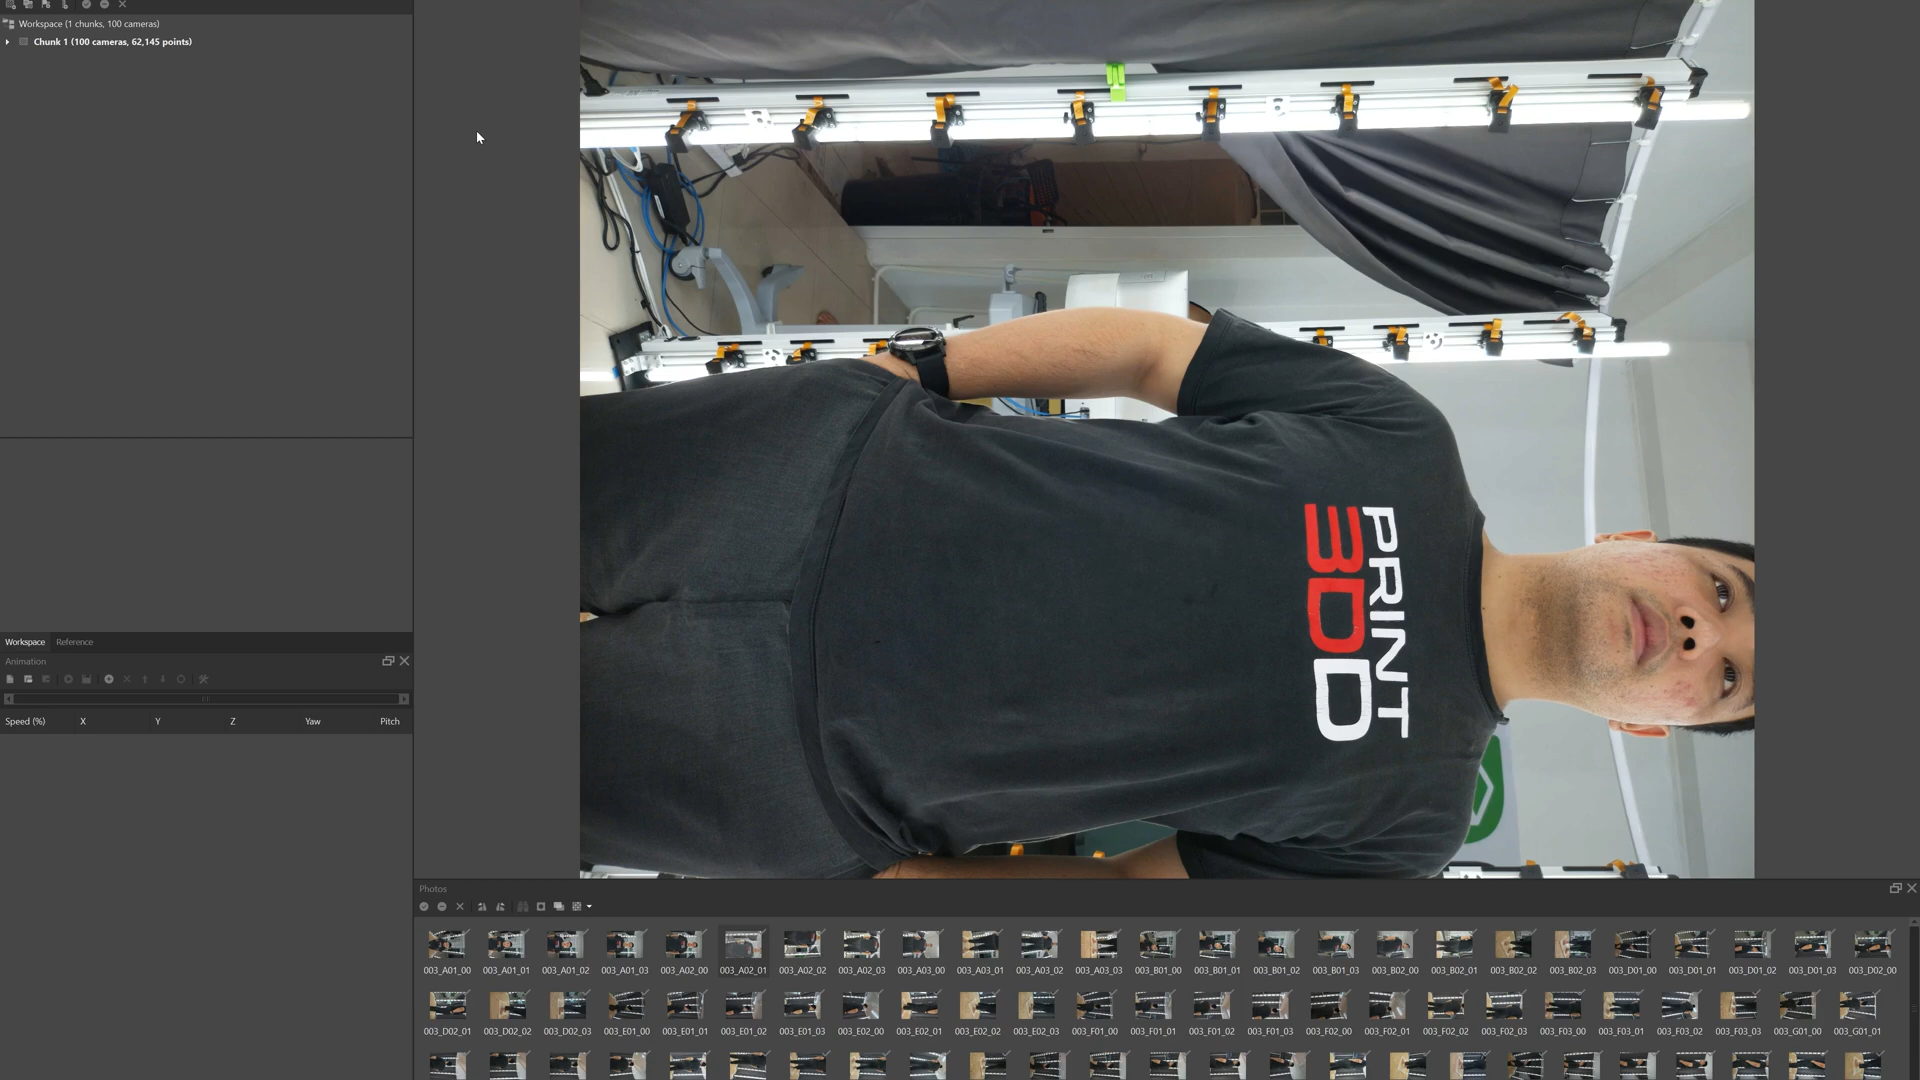 Workspace (1 chunks, 100 cameras)
Chunk 1 (100 cameras, 62,145 points)
PRINT
3DD
Workspace Reference
Animation
Speed (%) X Y Z Yaw Pitch
Photos
003_A01_00 003_A01_01 003_A01_02 003_A01_03 003_A02_00 003_A02_01 003_A02_02 003_A02_03 003_A03_00 003_A03_01 003_A03_02 003_A03_03 003_B01_00 003_B01_01 003_B01_02 003_B01_03 003_B02_00 003_B02_01 003_B02_02 003_B02_03 003_D01_00 003_D01_01 003_D01_02 003_D01_03 003_D02_00
003_D02_01 003_D02_02 003_D02_03 003_E01_00 003_E01_01 003_E01_02 003_E01_03 003_E02_00 003_E02_01 003_E02_02 003_E02_03 003_F01_00 003_F01_01 003_F01_02 003_F01_03 003_F02_00 003_F02_01 003_F02_02 003_F02_03 003_F03_00 003_F03_01 003_F03_02 003_F03_03 003_G01_00 003_G01_01